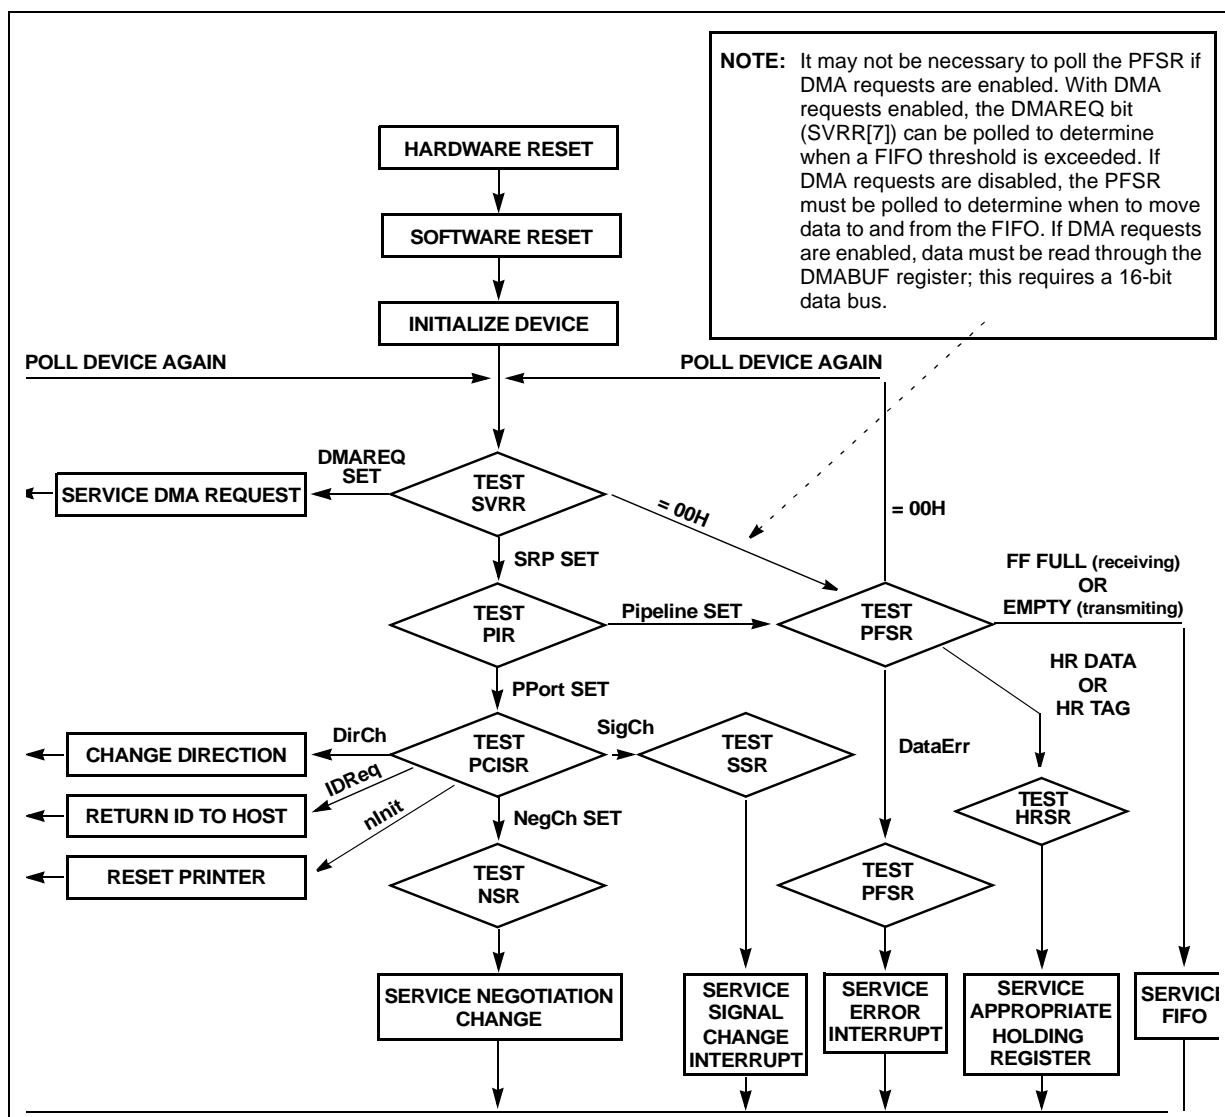 NOTE: It may not be necessary to poll the PFSR if
DMA requests are enabled. With DMA
requests enabled, the DMAREQ bit
(SVRR[7]) can be polled to determine
when a FIFO threshold is exceeded. If
DMA requests are disabled, the PFSR
must be polled to determine when to move
data to and from the FIFO. If DMA requests
are enabled, data must be read through the
DMABUF register; this requires a 16-bit
data bus.
HARDWARE RESET
SOFTWARE RESET
INITIALIZE DEVICE
POLL DEVICE AGAIN
POLL DEVICE AGAIN
DMAREQ
SET
SERVICE DMA REQUEST
TEST
SVRR
= 00H
= 00H
SRP SET
TEST
PIR
Pipeline SET
TEST
PFSR
FF FULL (receiving)
OR
EMPTY (transmiting)
HR DATA
OR
HR TAG
PPort SET
DirCh
CHANGE DIRECTION
TEST
PCISR
SigCh
TEST
SSR
DataErr
IDReq
RETURN ID TO HOST
nInit
RESET PRINTER
NegCh SET
TEST
HRSR
TEST
NSR
TEST
PFSR
SERVICE NEGOTIATION
CHANGE
SERVICE
SIGNAL
CHANGE
INTERRUPT
SERVICE
ERROR
INTERRUPT
SERVICE
APPROPRIATE
HOLDING
REGISTER
SERVICE
FIFO